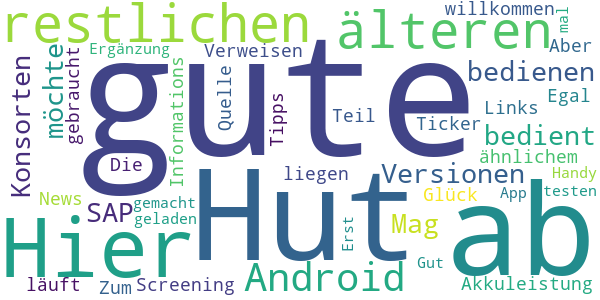 restlichen
älteren
willkommen
mal
Aber
Ergänzung
Verweisen
möchte
gebraucht
Konsorten
Informations
gute
Quelle
Tipps
Teil
Ticker
bedienen
Egal
Links
bedient
ähnlichem
Die
liegen
Versionen
Handy
News
SAP
gemacht
geladen
Hut
Glück
App
testen
Mag
ab
Hier
Erst
Gut
läuft
Zum
Screening
Android
Akkuleistung